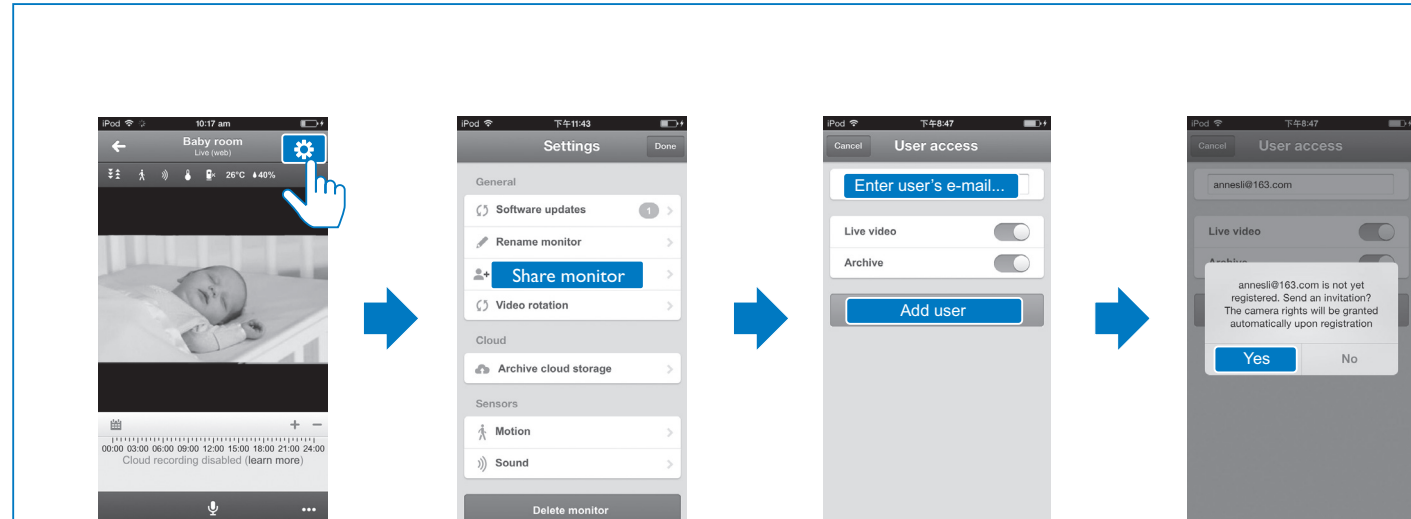 iPod 10:17 am
Baby room
Live (web)
26°C 40%
00:00 03:00 06:00 09:00 12:00 15:00 18:00 21:00 24:00
Cloud recording disabled (learn more)
iPod 下午11:43
Settings Done
General
Software updates 1
Rename monitor
Share monitor
Video rotation
Cloud
Archive cloud storage
Sensors
Motion
Sound
Delete monitor
iPod 下午8:47
Cancel User access
Enter user's e-mail...
Live video
Archive
Add user
iPod 下午8:47
Cancel User access
annesli@163.com
Live video
Archive
annesli@163.com is not yet
registered. Send an invitation?
The camera rights will be granted
automatically upon registration
Yes No